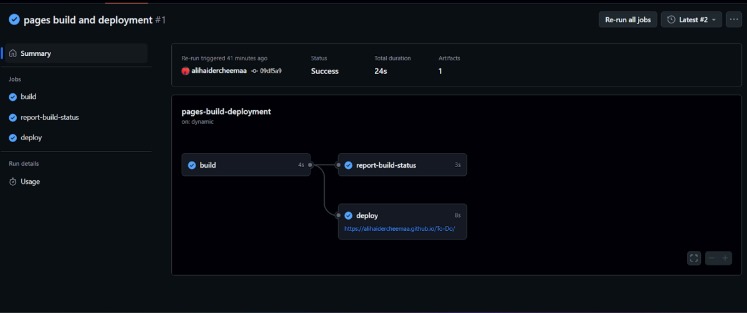 pages build and deployment #1
Re-run all jobs
Latest #2
Summary
Jobs
build
report-build-status
deploy
Run details
Usage
Re-run triggered 41 minutes ago
alihaidercheemaa
Status
Success
Total duration
24s
Artifacts
1
pages-build-deployment
on: dynamic
build 4s
report-build-status 3s
deploy 8s
https://alihaidercheemaa.github.io/To-Do/